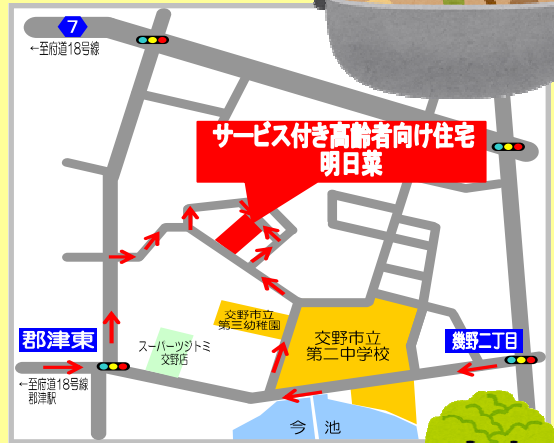 7
←至府道18号線
サービス付き高齢者向け住宅
明日菜
交野市立
第三幼稚園
郡津東
スーパーツジトミ
交野店
交野市立
第二中学校
幾野二丁目
←至府道18号線
郡津駅
今池